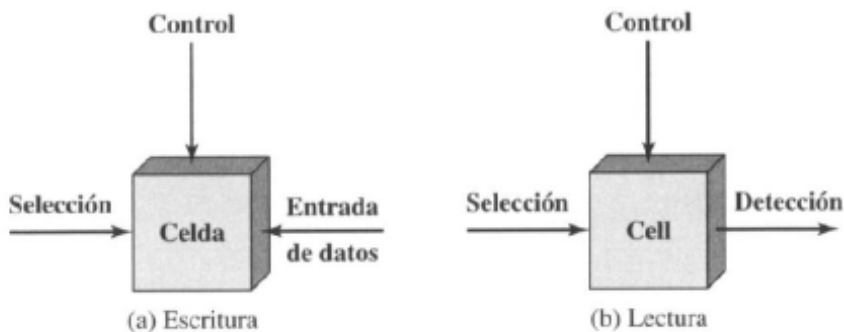 Control
Selección
Celda
Entrada
de datos
(a) Escritura
Control
Selección
Cell
Detección
(b) Lectura